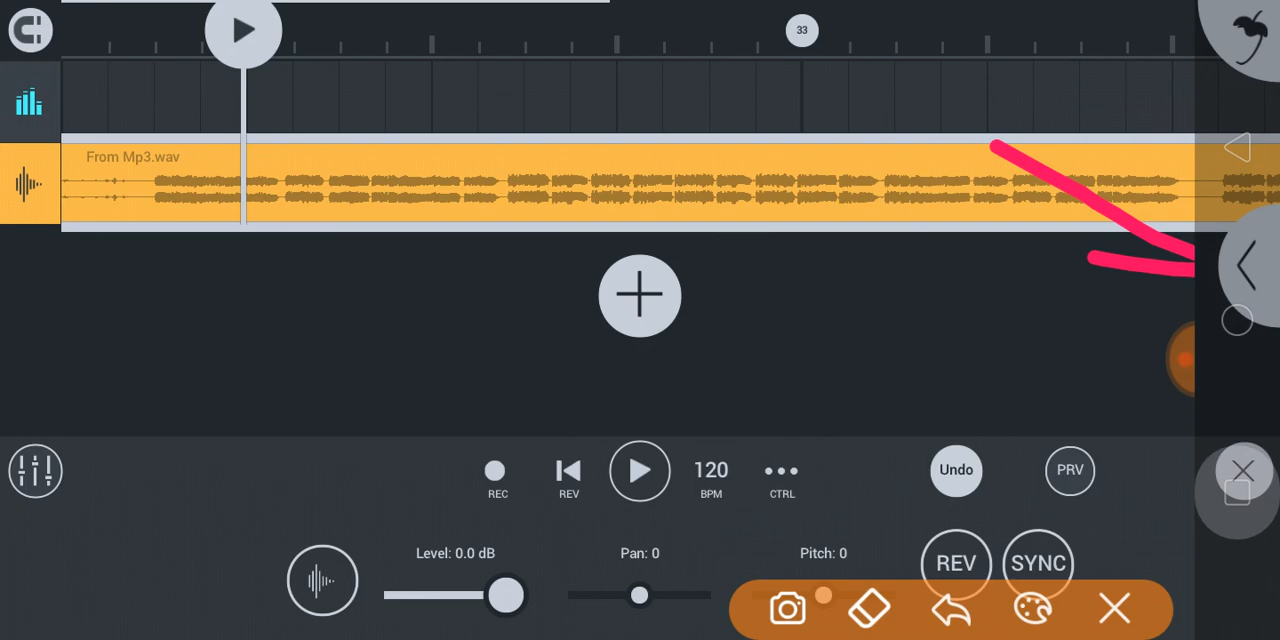 33
From Mp3.wav
120
Undo
PRV
REC
REV
BPM
CTRL
Level: 0.0 dB
Pan: 0
Pitch: 0
REV
SYNC